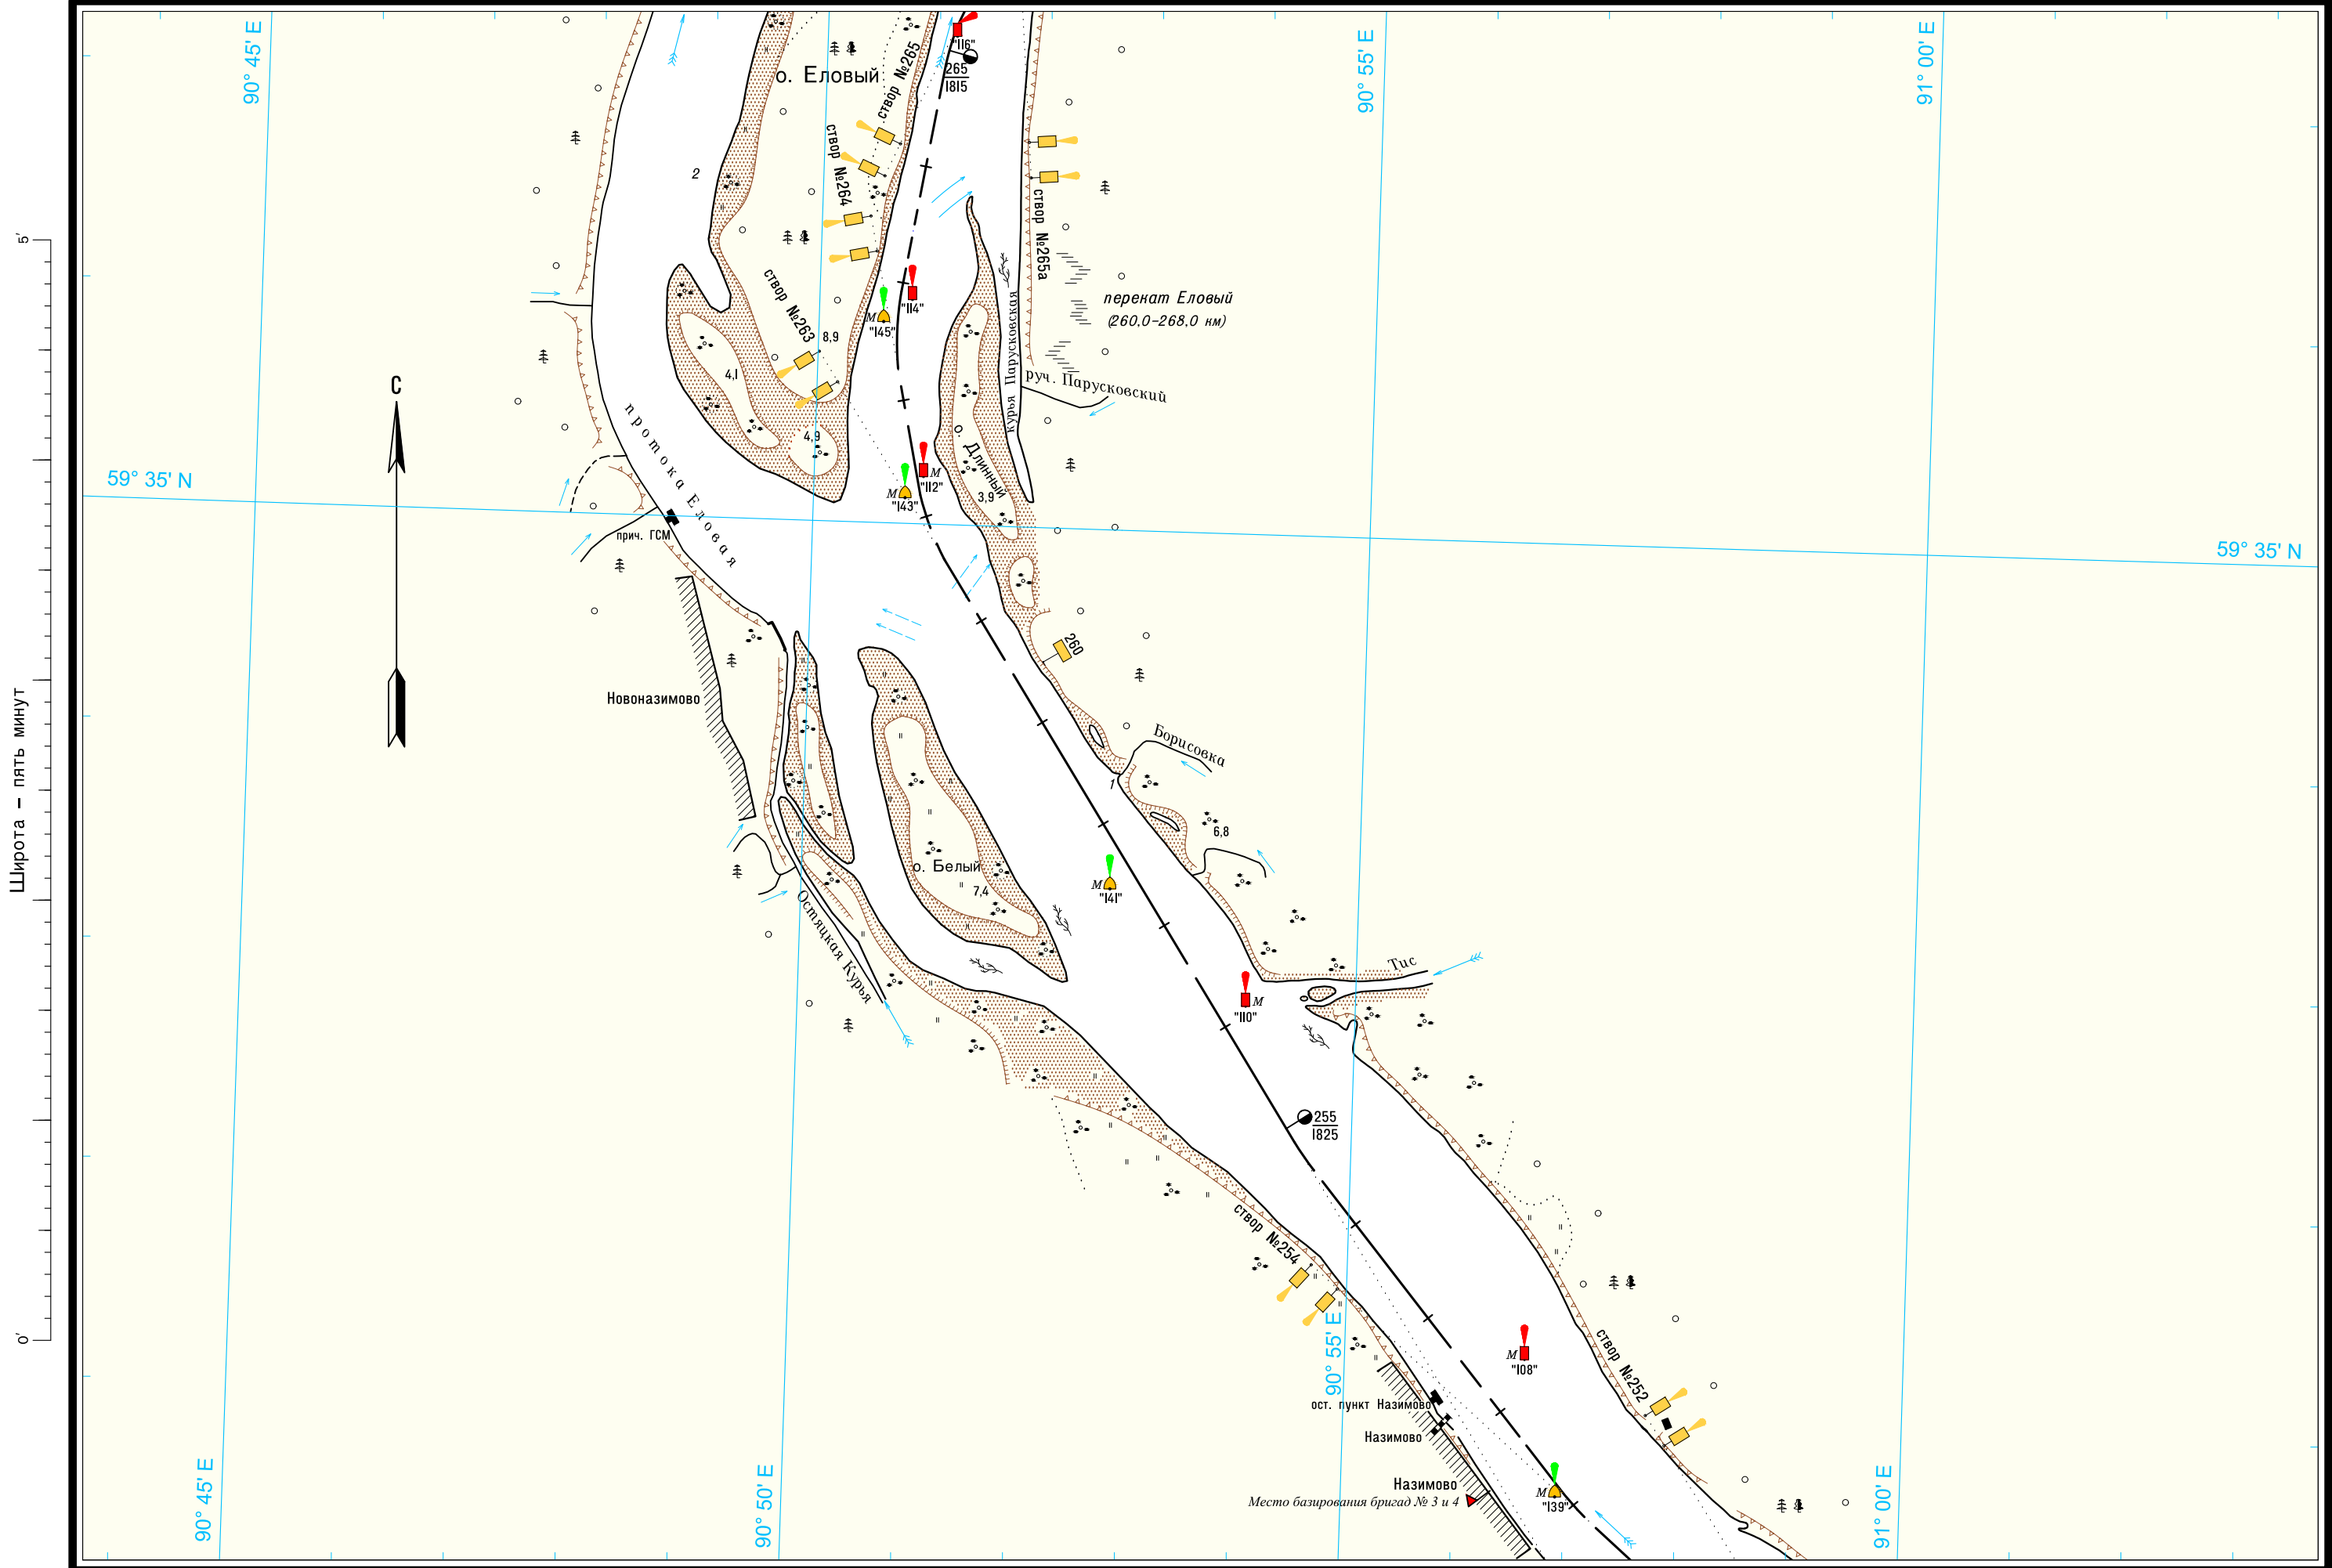 90° 45' E
90° 55' E
91° 00' E
"116"
265
1815
о. Еловый
створ №265
створ №264
2
створ №265а
5'
створ №263
8,9
М
"145"
"114"
перекат Еловый
(260,0-268,0 км)
курья Парусковская
руч. Парусковский
4,1
С
протока Еловая
4,9
о. Длинный
3,9
М
"112"
М
"143"
59° 35' N
59° 35' N
прич. ГСМ
260
Новоназимово
Широта - пять минут
Борисовка
1
6,8
о. Белый
7,4
М
"141"
Остяцкая Курья
Тис
М
"110"
255
1825
створ №254
0'
90° 55' E
М
"108"
створ №252
ост. пункт Назимово
Назимово
Назимово
Место базирования бригад № 3 и 4
М
"139"
90° 45' E
90° 50' E
91° 00' E